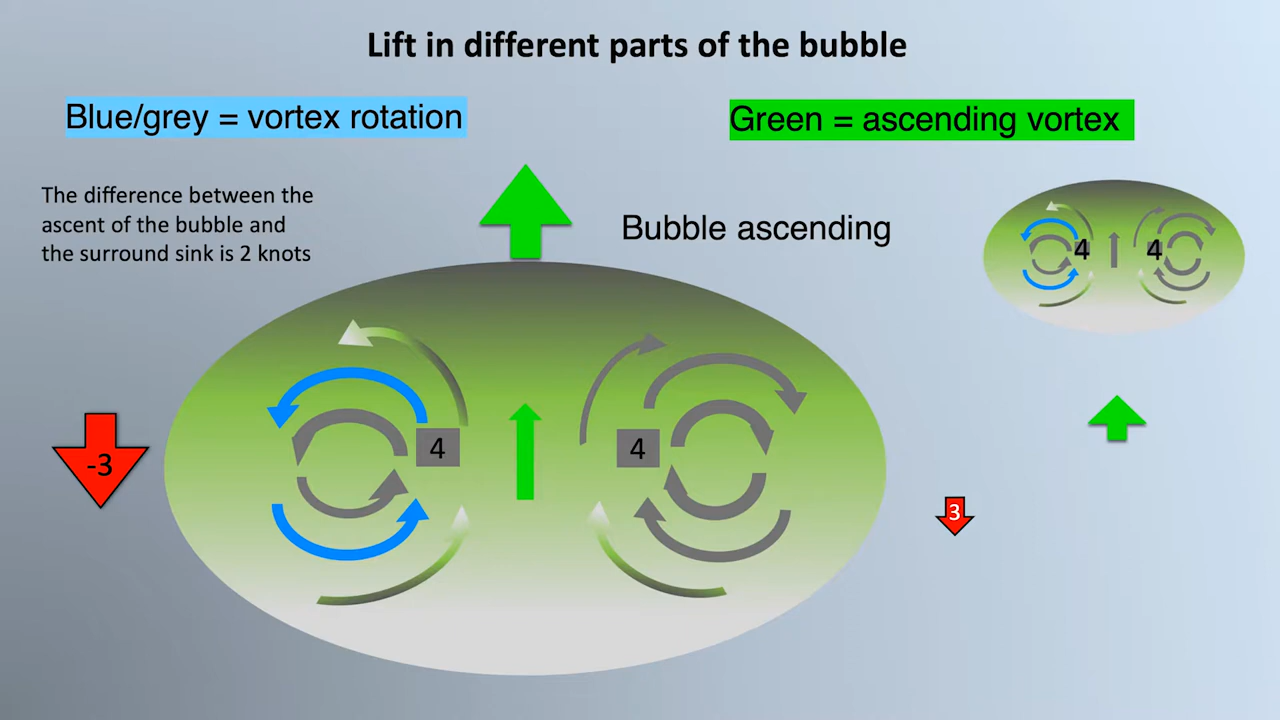 Lift in different parts of the bubble
Blue/grey = vortex rotation
Green = ascending vortex
The difference between the
ascent of the bubble and
the surround sink is 2 knots
Bubble ascending
4
4
4
4
-3
3